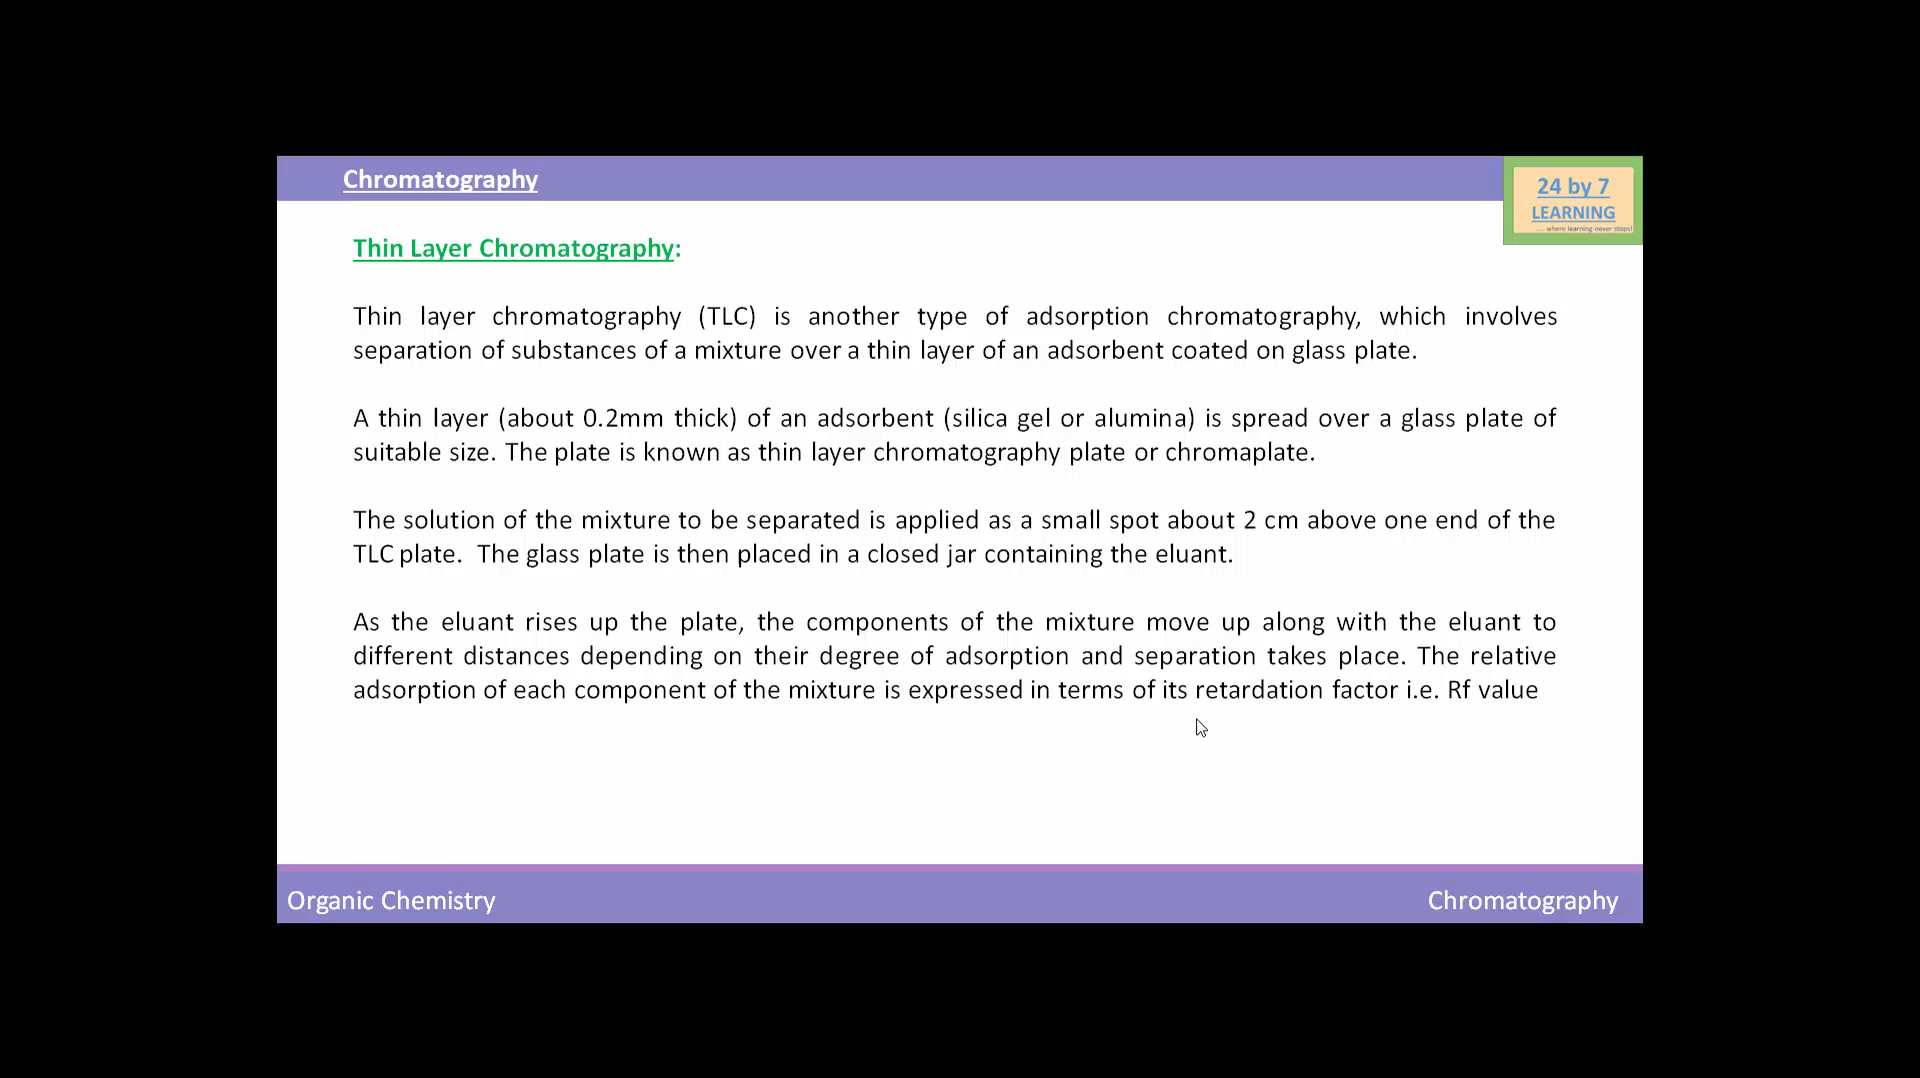 Chromatography
24 by 7
LEARNING
.... where learning never stops!
Thin Layer Chromatography:
Thin layer chromatography (TLC) is another type of adsorption chromatography, which involves
separation of substances of a mixture over a thin layer of an adsorbent coated on glass plate.
A thin layer (about 0.2mm thick) of an adsorbent (silica gel or alumina) is spread over a glass plate of
suitable size. The plate is known as thin layer chromatography plate or chromaplate.
The solution of the mixture to be separated is applied as a small spot about 2 cm above one end of the
TLC plate.  The glass plate is then placed in a closed jar containing the eluant.
As the eluant rises up the plate, the components of the mixture move up along with the eluant to
different distances depending on their degree of adsorption and separation takes place. The relative
adsorption of each component of the mixture is expressed in terms of its retardation factor i.e. Rf value
Organic Chemistry
Chromatography